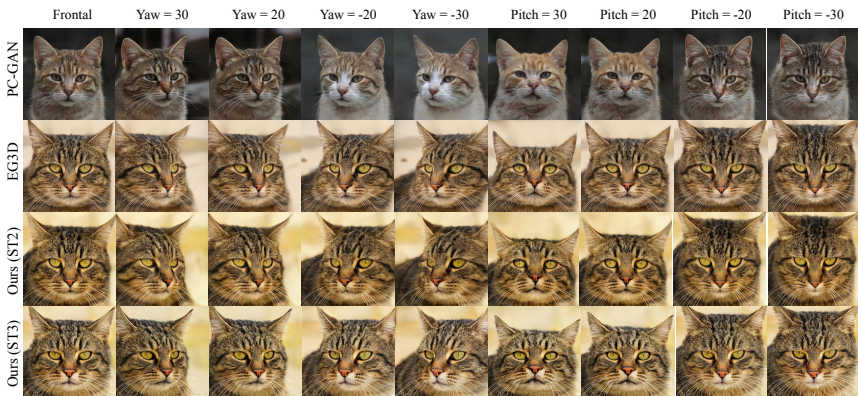 Frontal Yaw = 30 Yaw = 20 Yaw = -20 Yaw = -30 Pitch = 30 Pitch = 20 Pitch = -20 Pitch = -30
PC-GAN
EG3D
Ours (ST2)
Ours (ST3)